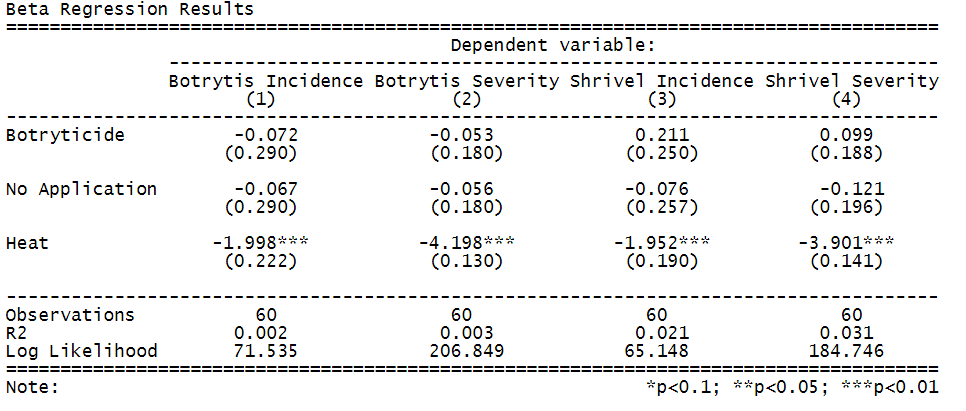 Beta Regression Results
==========================================================================================
Dependent variable:
--------------------------------------------------------------------------
Botrytis Incidence Botrytis Severity Shrivel Incidence Shrivel Severity
(1) (2) (3) (4)
------------------------------------------------------------------------------------------
Botryticide -0.072 -0.053 0.211 0.099
(0.290) (0.180) (0.250) (0.188)
No Application -0.067 -0.056 -0.076 -0.121
(0.290) (0.180) (0.257) (0.196)
Heat -1.998*** -4.198*** -1.952*** -3.901***
(0.222) (0.130) (0.190) (0.141)
------------------------------------------------------------------------------------------
Observations 60 60 60 60
R2 0.002 0.003 0.021 0.031
Log Likelihood 71.535 206.849 65.148 184.746
==========================================================================================
Note: *p<0.1; **p<0.05; ***p<0.01